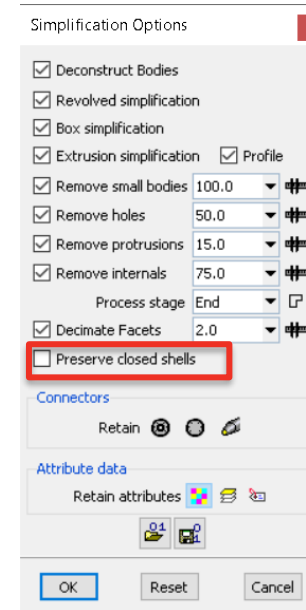 Simplification Options
Deconstruct Bodies
Revolved simplification
Box simplification
Extrusion simplification Profile
Remove small bodies 100.0
Remove holes 50.0
Remove protrusions 15.0
Remove internals 75.0
Process stage End
Decimate Facets 2.0
Preserve closed shells
Connectors
Retain
Attribute data
Retain attributes
OK Reset Cancel